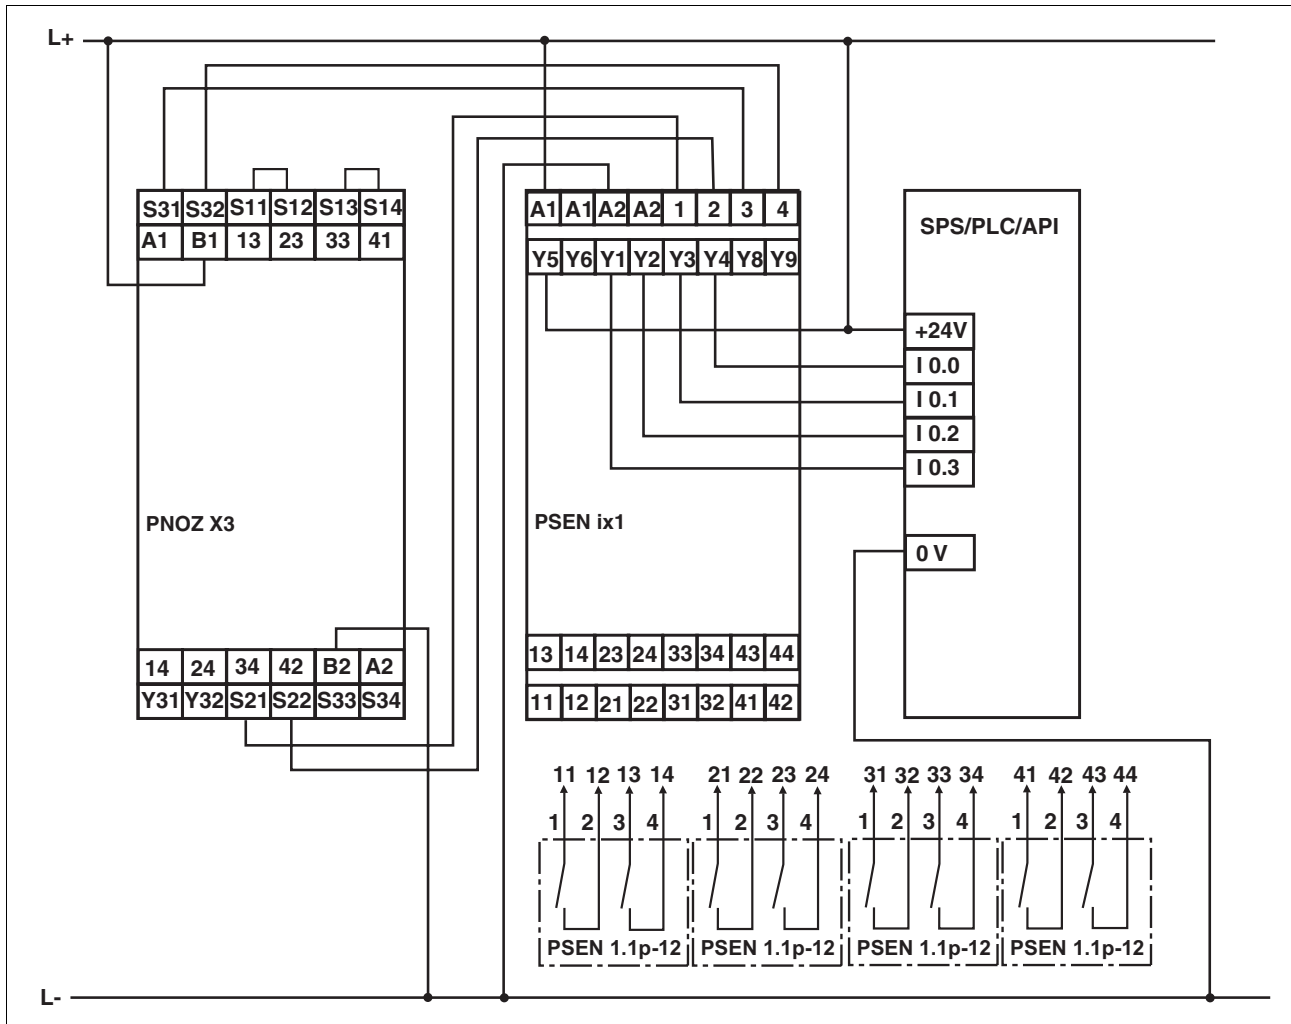 L+
S31 S32 S11 S12 S13 S14
A1 B1 13 23 33 41
PNOZ X3
14 24 34 42 B2 A2
Y31 Y32 S21 S22 S33 S34
A1 A1 A2 A2 1 2 3 4
Y5 Y6 Y1 Y2 Y3 Y4 Y8 Y9
PSEN ix1
13 14 23 24 33 34 43 44
11 12 21 22 31 32 41 42
SPS/PLC/API
+24V
I 0.0
I 0.1
I 0.2
I 0.3
0 V
11 12 13 14 21 22 23 24 31 32 33 34 41 42 43 44
1 2 3 4 1 2 3 4 1 2 3 4 1 2 3 4
PSEN 1.1p-12 PSEN 1.1p-12 PSEN 1.1p-12 PSEN 1.1p-12
L-